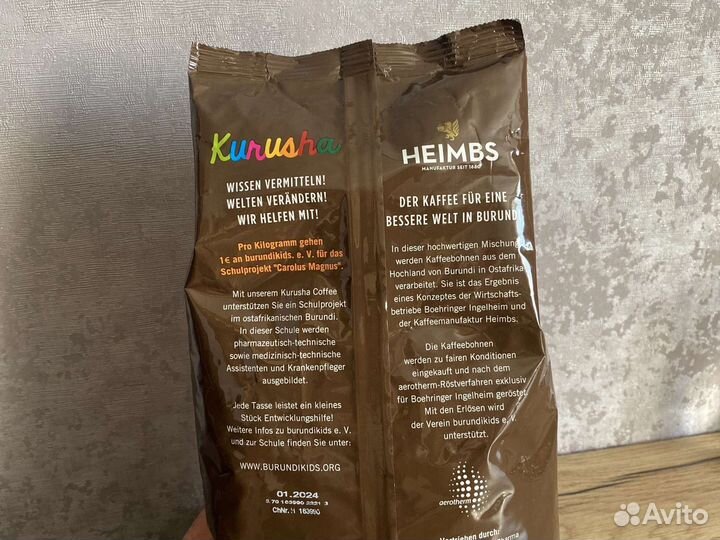 Kurusha
WISSEN VERMITTELN!
WELTEN VERÄNDERN!
WIR HELFEN MIT!
Pro Kilogramm gehen
1€ an burundikids. e. V. für das
Schulprojekt "Carolus Magnus".
Mit unserem Kurusha Coffee
unterstützen Sie ein Schulprojekt
im ostafrikanischen Burundi.
In dieser Schule werden
pharmazeutisch-technische
sowie medizinisch-technische
Assistenten und Krankenpfleger
ausgebildet.
Jede Tasse leistet ein kleines
Stück Entwicklungshilfe!
Weitere Infos zu burundikids e. V.
und zur Schule finden Sie unter:
WWW.BURUNDIKIDS.ORG
01.2024
ChNr.:
HEIMBS
MANUFAKTUR SEIT 1880
DER KAFFEE FÜR EINE
BESSERE WELT IN BURUND
In dieser hochwertigen Mischung
werden Kaffeebohnen aus dem
Hochland von Burundi in Ostafrika
verarbeitet. Sie ist das Ergebnis
eines Konzeptes der Wirtschafts-
betriebe Boehringer Ingelheim und
der Kaffeemanufaktur Heimbs.
Die Kaffeebohnen
werden zu fairen Konditionen
eingekauft und nach dem
aerotherm-Röstverfahren exklusiv
für Boehringer Ingelheim geröstet.
Mit den Erlösen wird
der Verein burundikids e. V.
unterstützt.
aerotherm
Vertrieben durch:
Avito